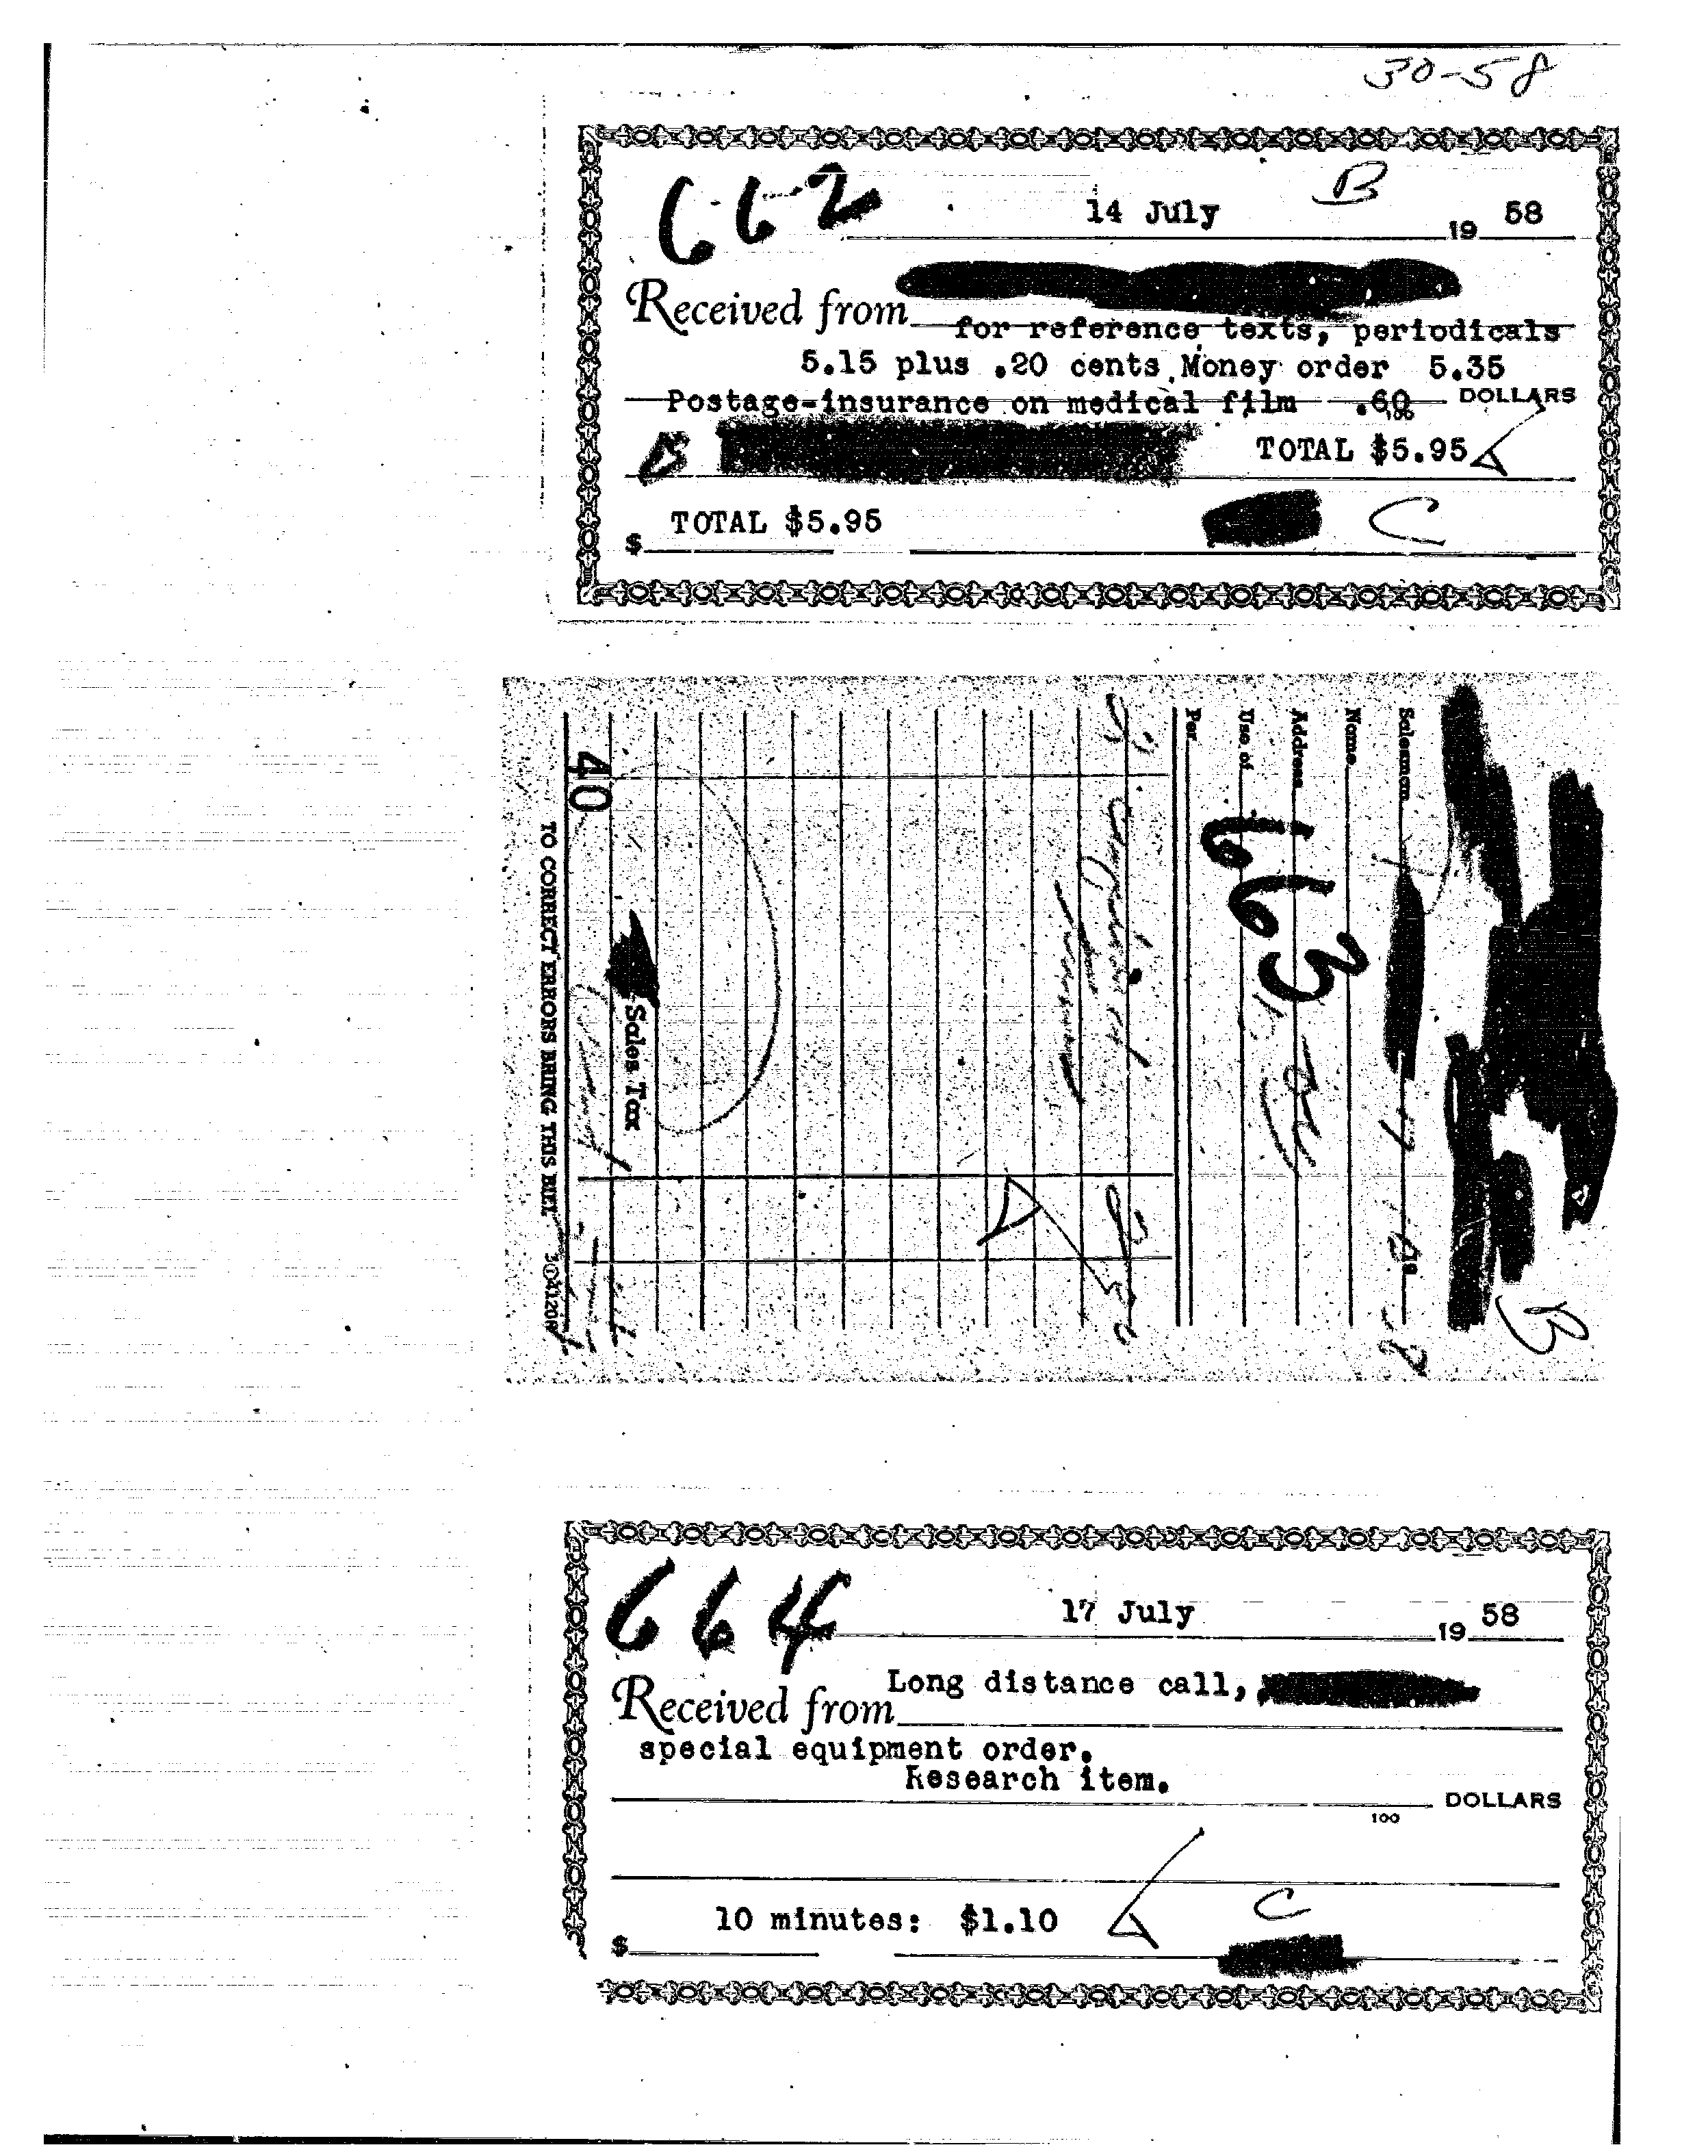 30-58
662
B
14 July 19 58
Received from
for reference texts, periodicals
5.15 plus .20 cents Money order 5.35
Postage-insurance on medical film .60 DOLLARS
B TOTAL $5.95
TOTAL $5.95 C
$
B
Salesman
Name
Address
Use of
Per
663
Sales Tax
40
TO CORRECT ERRORS BRING THIS BILL
664
17 July 19 58
Received from Long distance call,
special equipment order.
Research item.
100 DOLLARS
10 minutes: $1.10 C
$